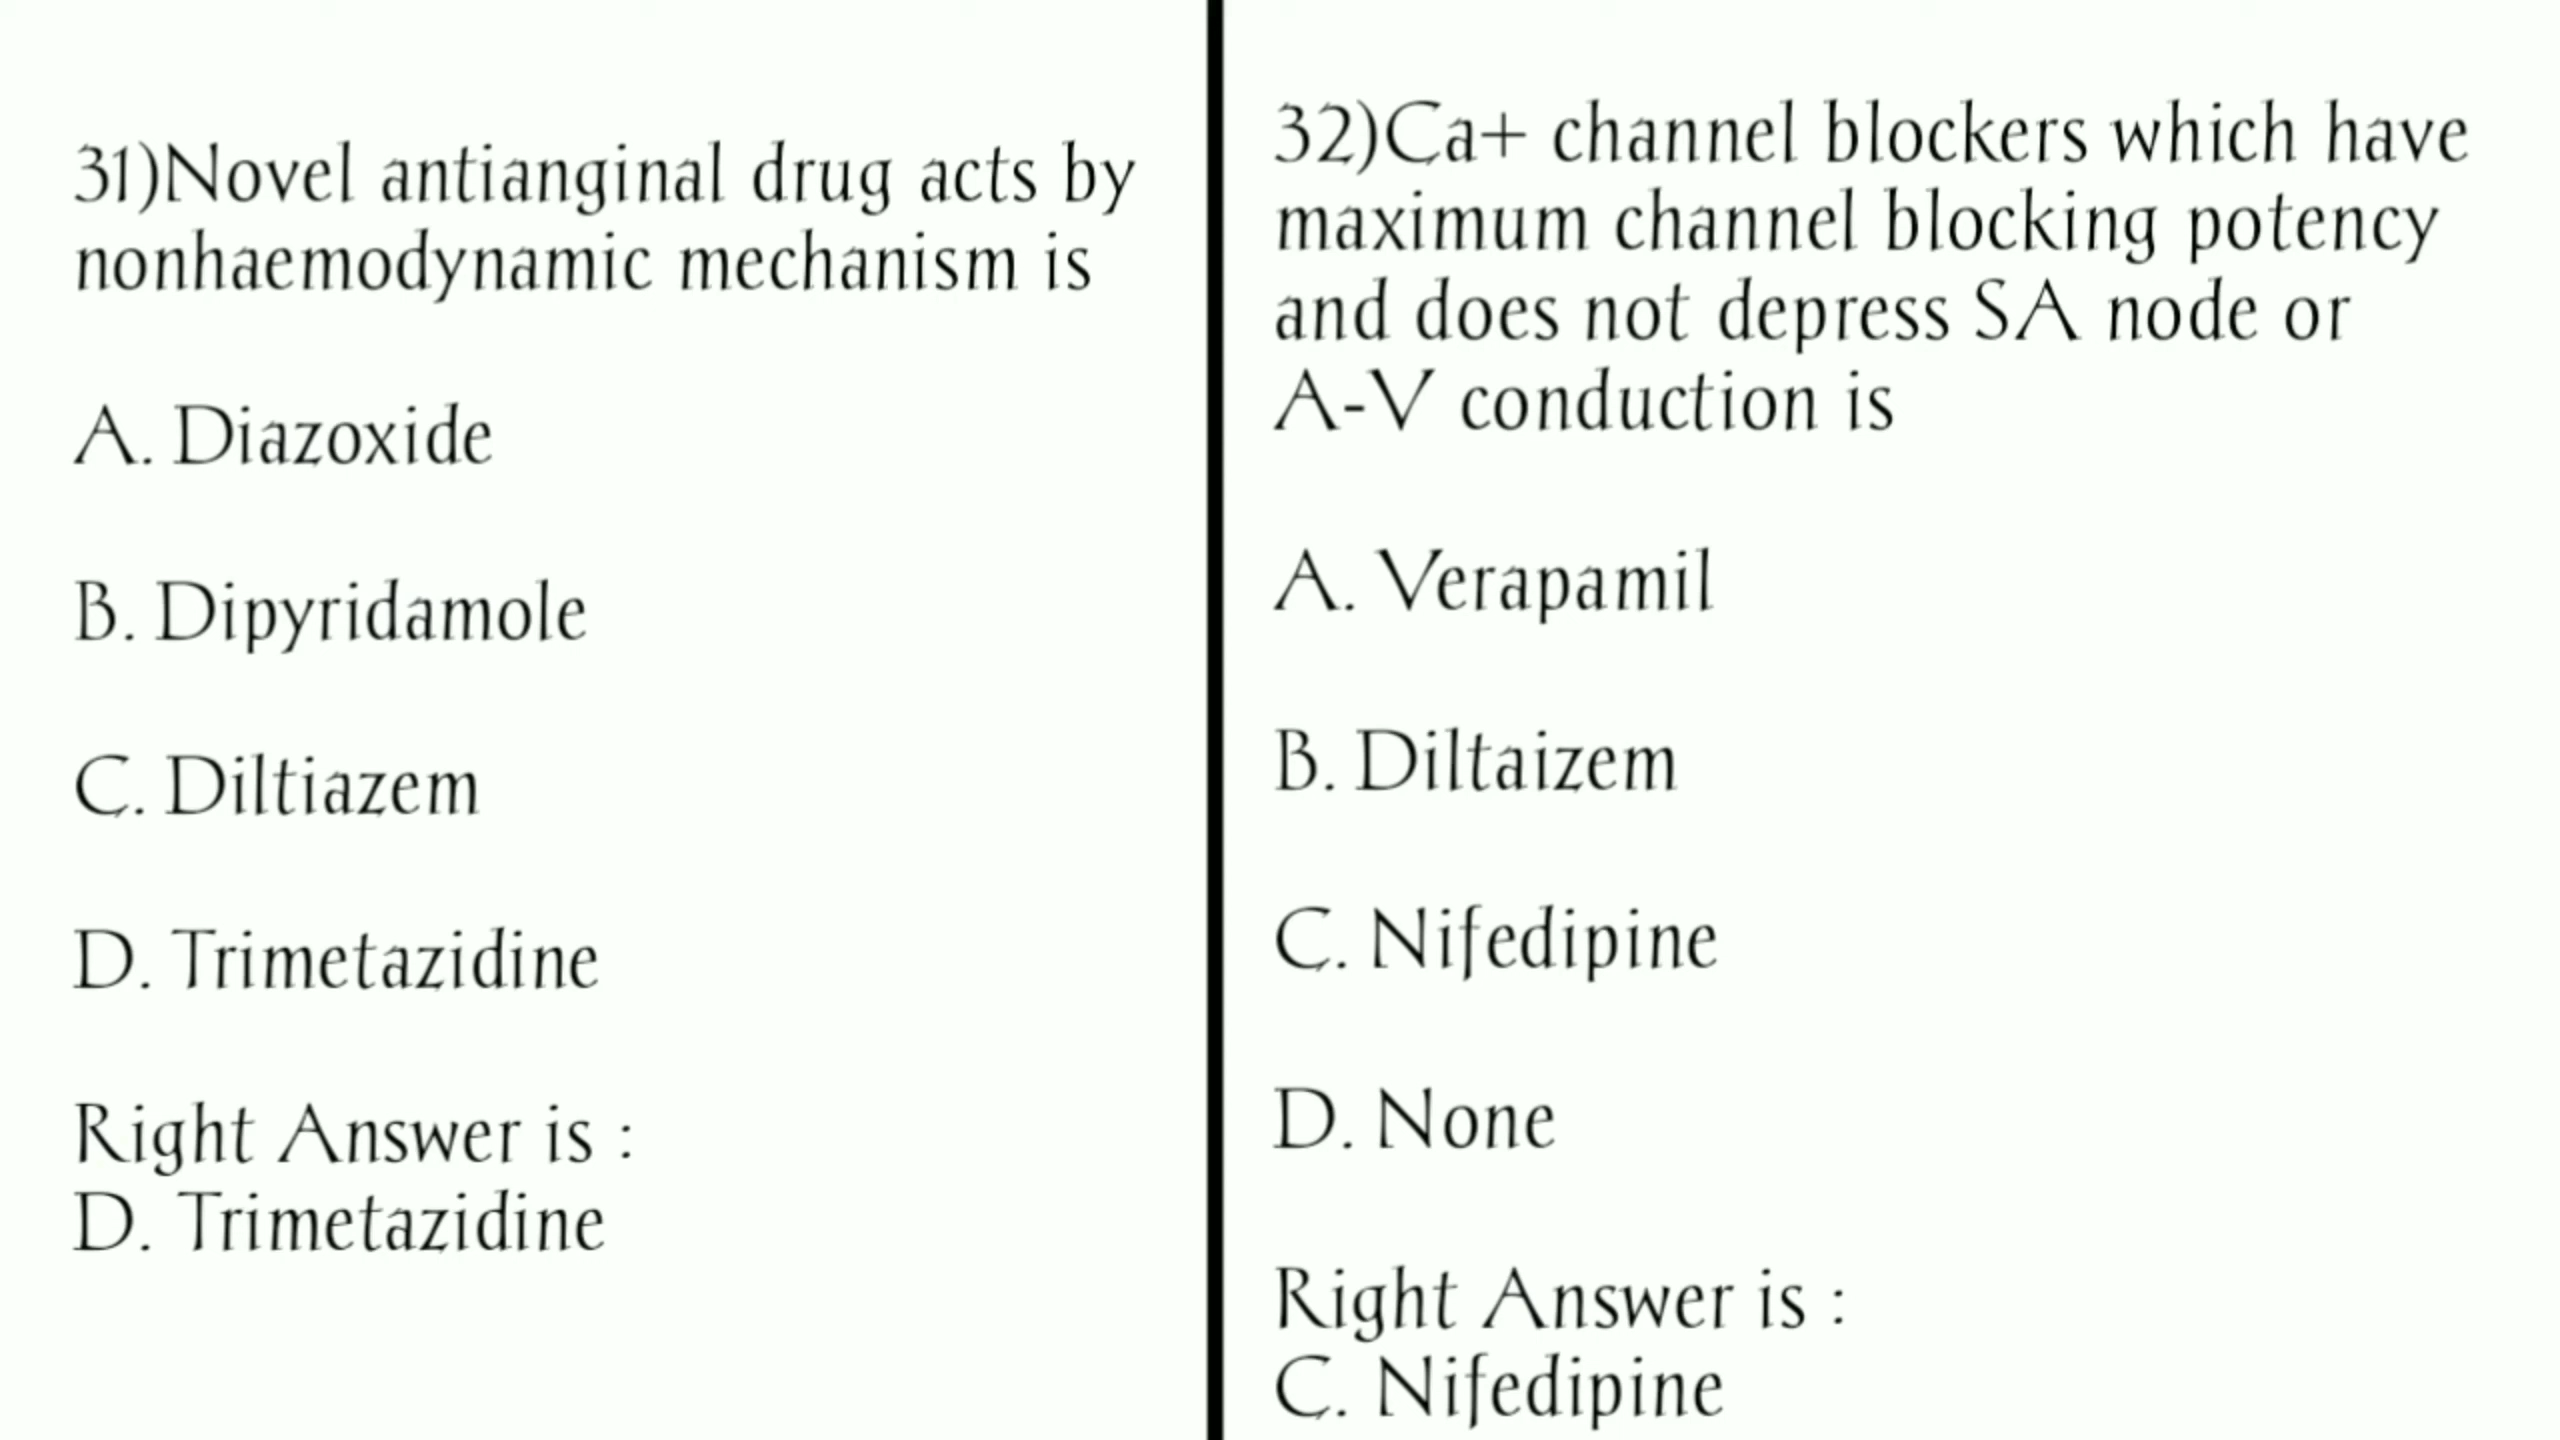 31)Novel antianginal drug acts by
nonhaemodynamic mechanism is
A. Diazoxide
B. Dipyridamole
C. Diltiazem
D. Trimetazidine
Right Answer is :
D. Trimetazidine
32)Ca+ channel blockers which have
maximum channel blocking potency
and does not depress SA node or
A-V conduction is
A. Verapamil
B. Diltaizem
C. Nifedipine
D. None
Right Answer is :
C. Nifedipine